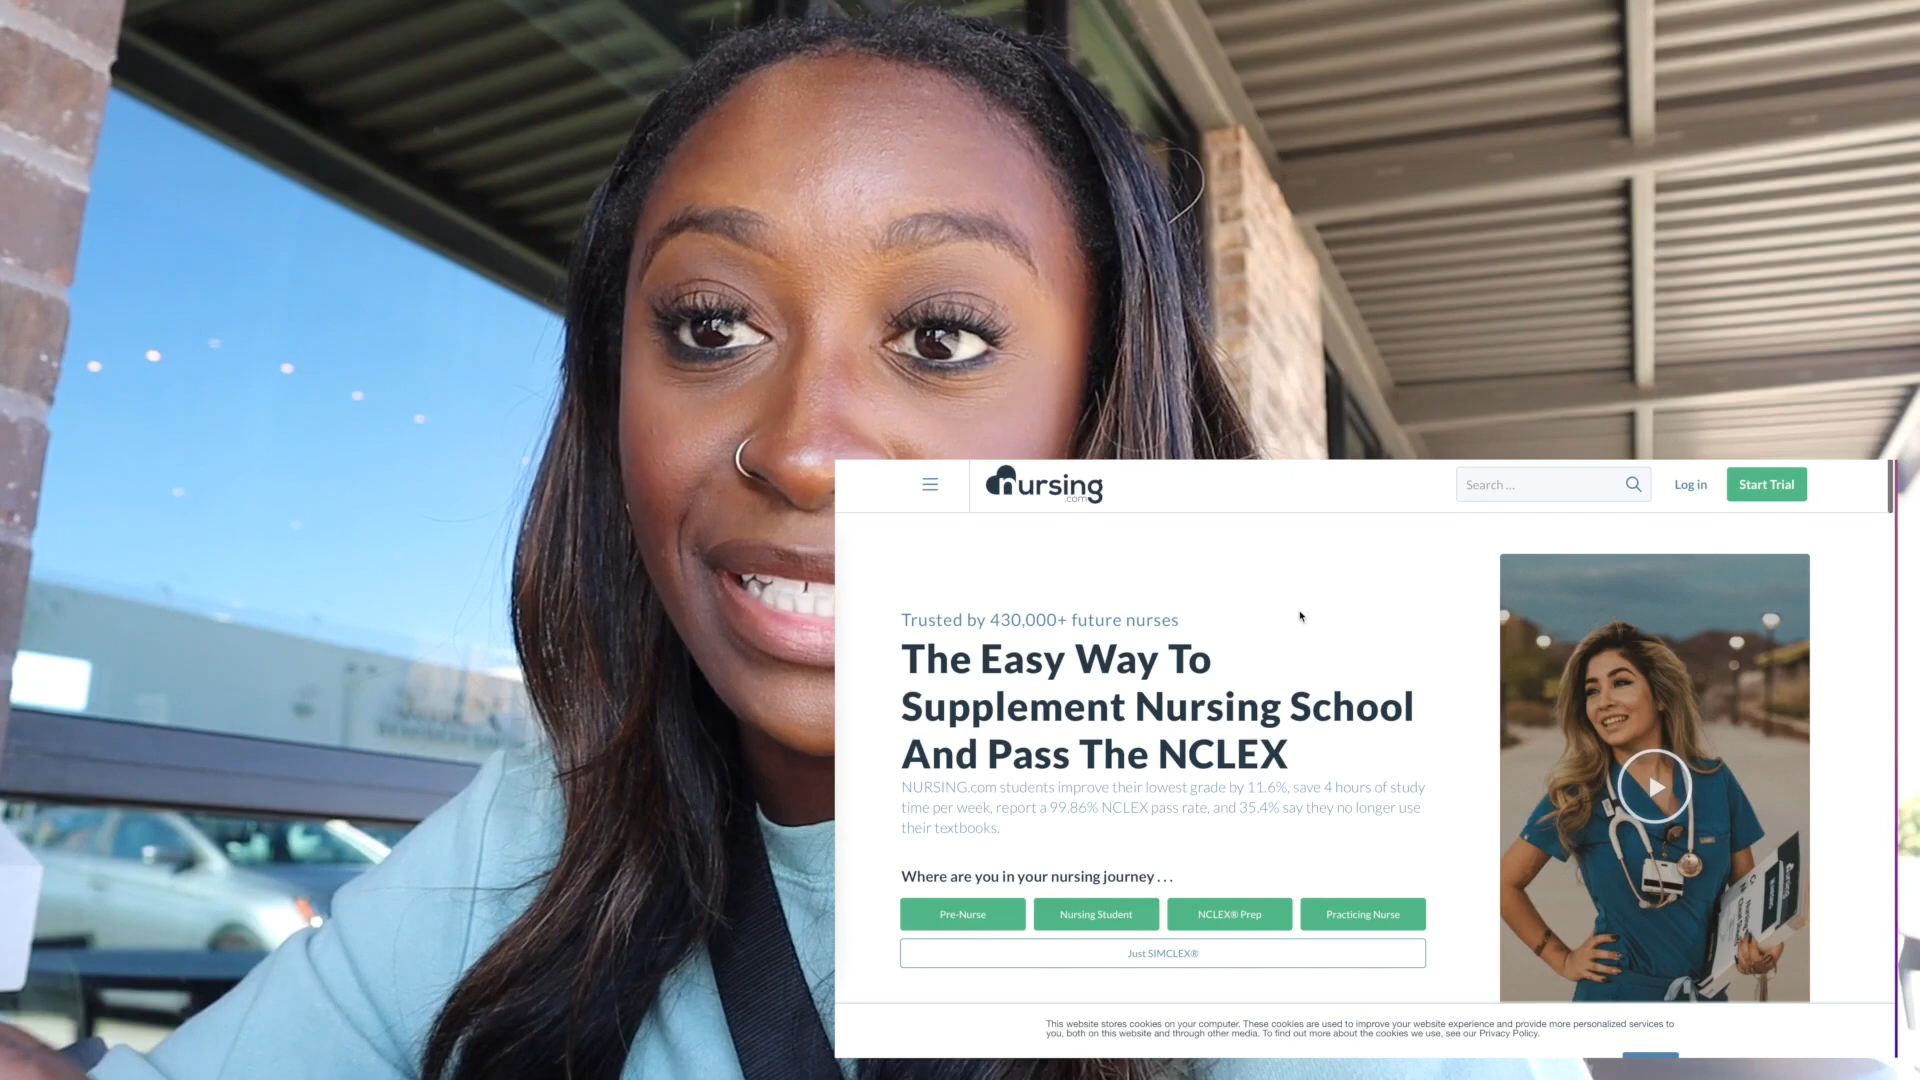 nursing
.com
Search ...
Log in
Start Trial
Trusted by 430,000+ future nurses
The Easy Way To
Supplement Nursing School
And Pass The NCLEX
NURSING.com students improve their lowest grade by 11.6%, save 4 hours of study
time per week, report a 99.86% NCLEX pass rate, and 35.4% say they no longer use
their textbooks.
Where are you in your nursing journey . . .
Pre-Nurse
Nursing Student
NCLEX® Prep
Practicing Nurse
Just SIMCLEX®
This website stores cookies on your computer. These cookies are used to improve your website experience and provide more personalized services to
you, both on this website and through other media. To find out more about the cookies we use, see our Privacy Policy.